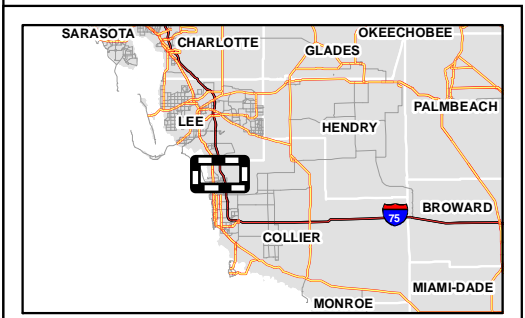 SARASOTA
CHARLOTTE
OKEECHOBEE
GLADES
PALMBEACH
LEE
HENDRY
BROWARD
75
COLLIER
MIAMI-DADE
MONROE